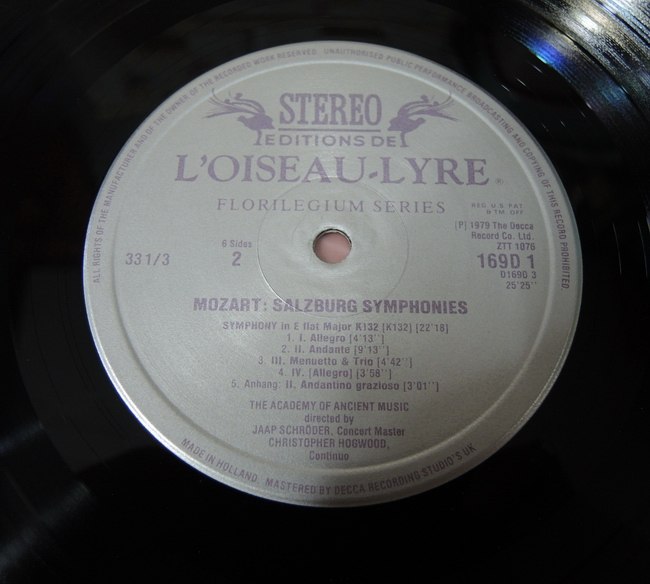 ALL RIGHTS OF THE MANUFACTURER AND OF THE OWNER OF THE RECORDED WORK RESERVED. UNAUTHORISED PUBLIC PERFORMANCE, BROADCASTING AND COPYING OF THIS RECORD PROHIBITED.
STEREO
EDITIONS DE
L'OISEAU-LYRE ®
FLORILEGIUM SERIES
REG U.S PAT
& TM. OFF
[P] 1979 The Decca
Record Co. Ltd.
ZTT 1076
33 1/3
6 Sides
2
169D 1
D169D 3
25'25"
MOZART: SALZBURG SYMPHONIES
SYMPHONY in E flat Major K132 [K132] [22'18]
1. I. Allegro [4'13"]
2. II. Andante [9'13"]
3. III. Menuetto & Trio [4'42"]
4. IV. [Allegro] [3'58"]
5. Anhang: II. Andantino grazioso [3'01"]
THE ACADEMY OF ANCIENT MUSIC
directed by
JAAP SCHRÖDER, Concert Master
CHRISTOPHER HOGWOOD,
Continuo
MADE IN HOLLAND. MASTERED BY DECCA RECORDING STUDIO'S UK